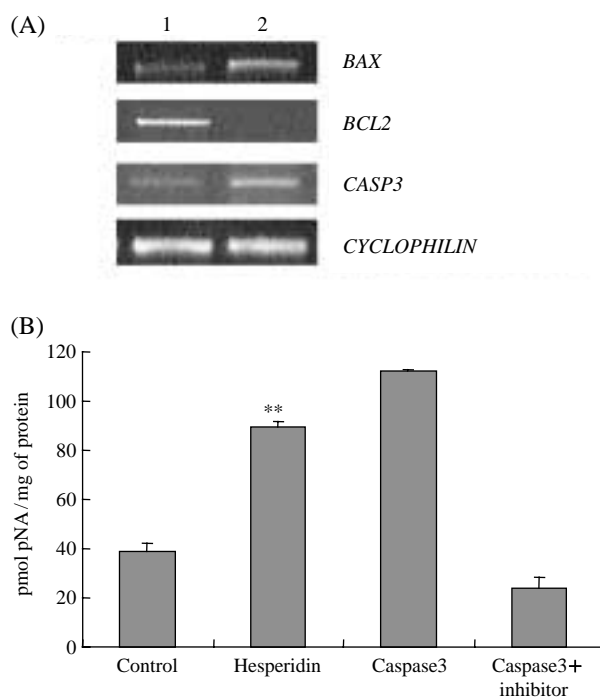 (A)
1 2
BAX
BCL2
CASP3
CYCLOPHILIN
(B)
pmol pNA/mg of protein
120
100
80
60
40
20
0
**
Control Hesperidin Caspase3 Caspase3+
inhibitor